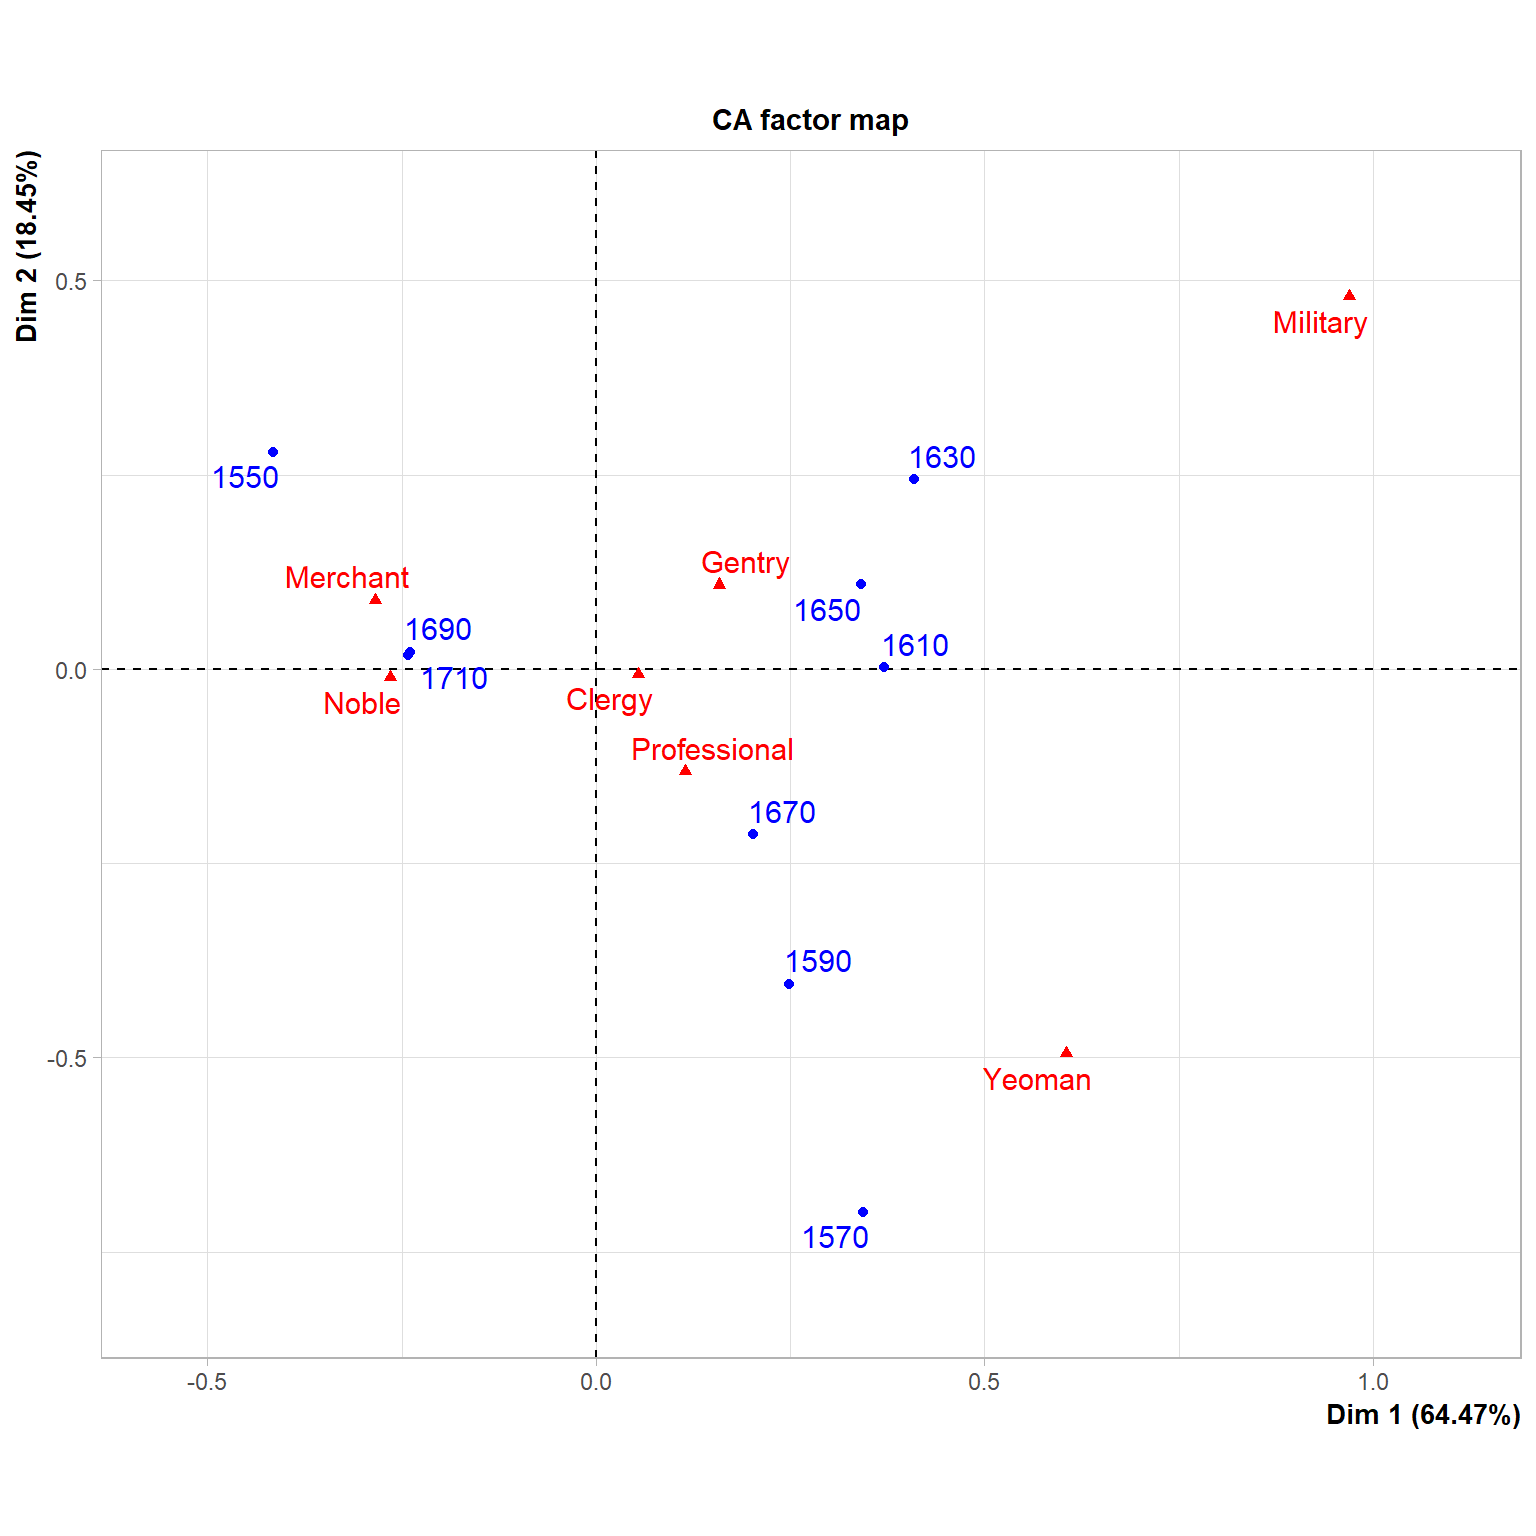 CA factor map
Dim 2 (18.45%)
0.5
Military
1550
1630
Merchant
Gentry
1690
1650
1610
0.0
1710
Noble
Clergy
Professional
1670
1590
-0.5
Yeoman
1570
-0.5 0.0 0.5 1.0
Dim 1 (64.47%)